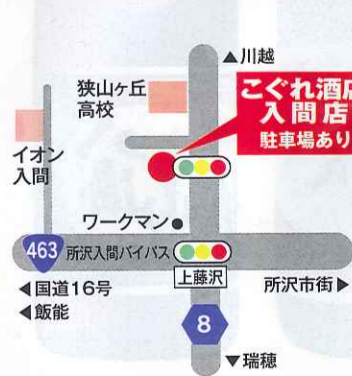 ▲川越
狭山ヶ丘
高校
こぐれ酒店
入間店
駐車場あり
イオン
入間
ワークマン
463
所沢入間バイパス
上藤沢
◀国道16号
◀飯能
所沢市街▶
8
▼瑞穂